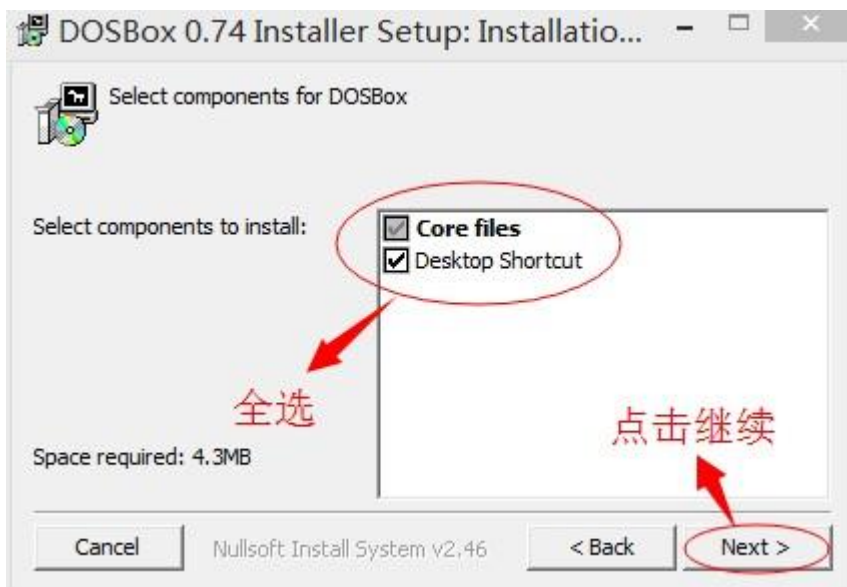 DOSBox 0.74 Installer Setup: Installatio...
Select components for DOSBox
Select components to install:
Core files
Desktop Shortcut
全选
点击继续
Space required: 4.3MB
Cancel
Nullsoft Install System v2.46
< Back
Next >